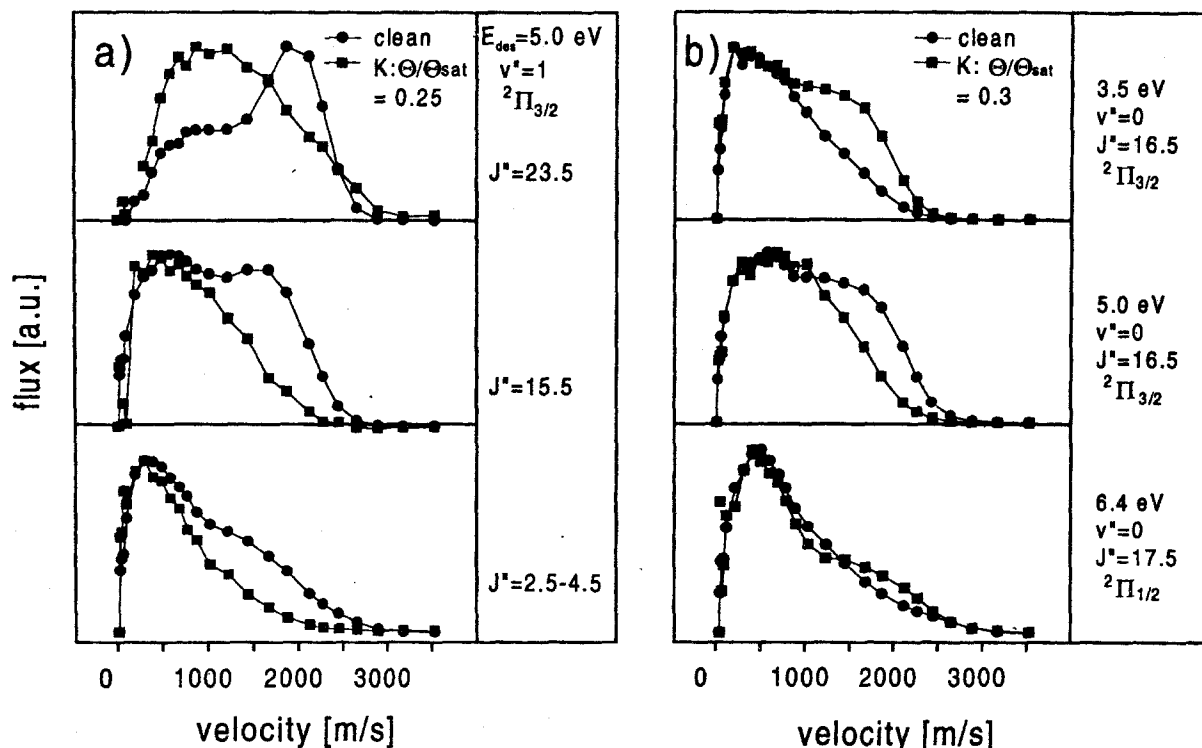 a)
clean
K: Θ/Θsat
= 0.25
E_des=5.0 eV
v"=1
²Π₃/₂
J"=23.5
J"=15.5
J"=2.5-4.5
flux [a.u.]
0 1000 2000 3000
velocity [m/s]
b)
clean
K: Θ/Θsat
= 0.3
3.5 eV
v"=0
J"=16.5
²Π₃/₂
5.0 eV
v"=0
J"=16.5
²Π₃/₂
6.4 eV
v"=0
J"=17.5
²Π₁/₂
0 1000 2000 3000
velocity [m/s]